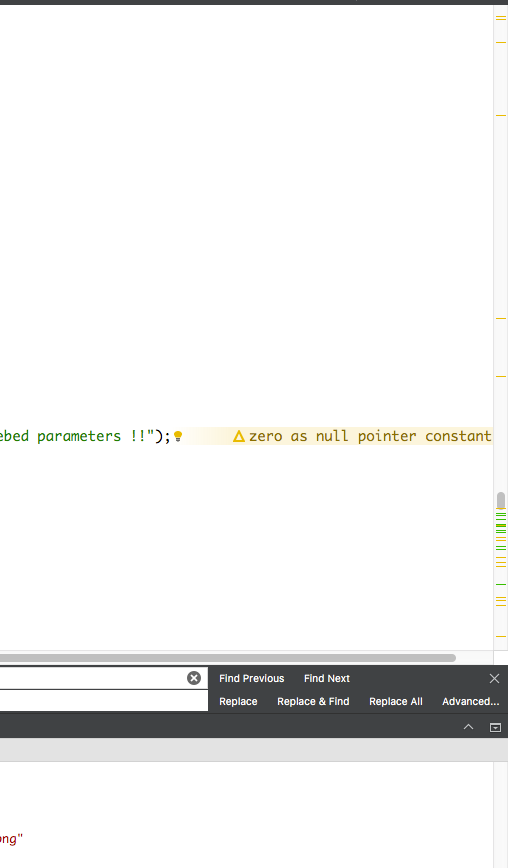 ebed parameters !!");
zero as null pointer constant
Find Previous Find Next
Replace Replace & Find Replace All Advanced...
ong"